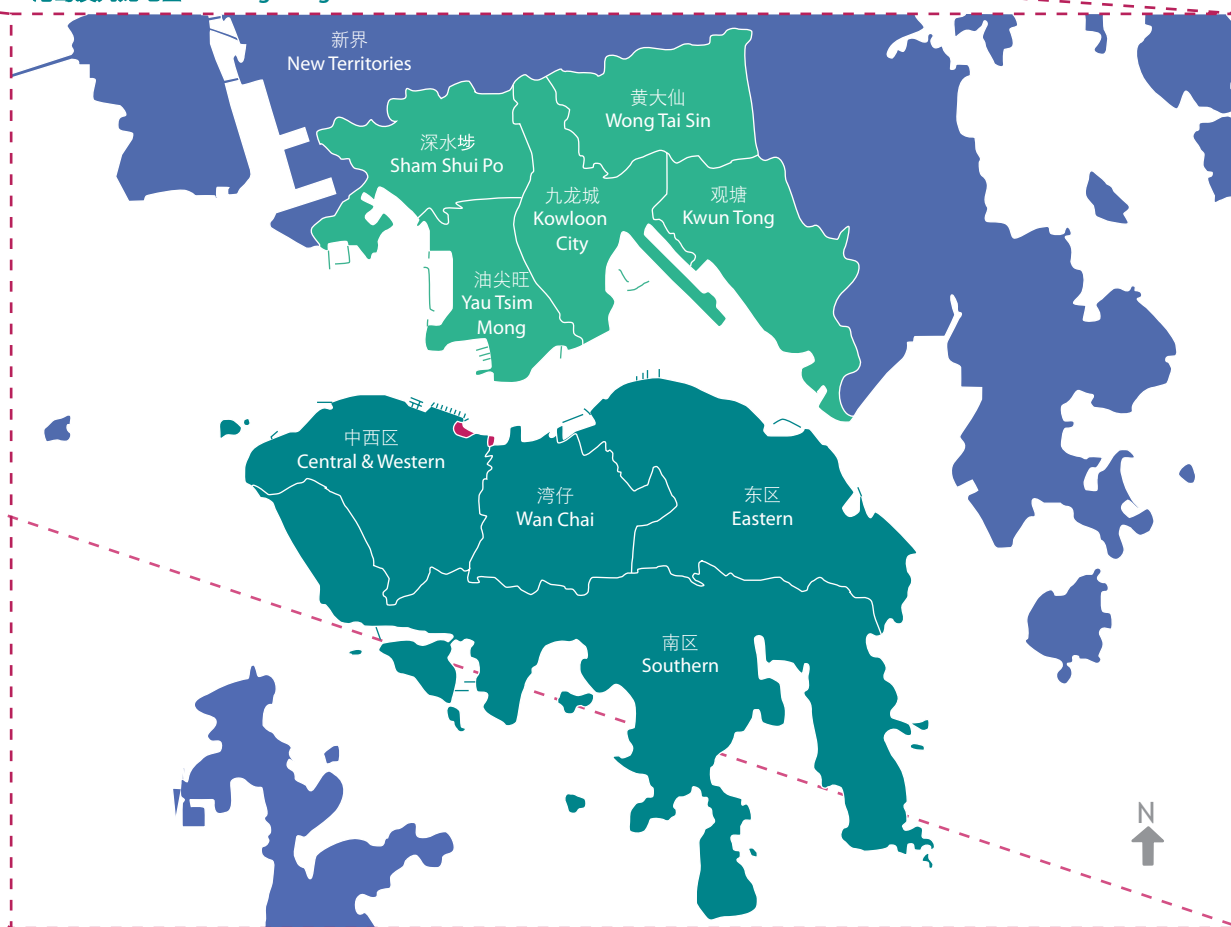 新界
New Territories
黄大仙
Wong Tai Sin
深水埗
Sham Shui Po
九龙城
Kowloon
City
观塘
Kwun Tong
油尖旺
Yau Tsim
Mong
中西区
Central & Western
湾仔
Wan Chai
东区
Eastern
南区
Southern
N